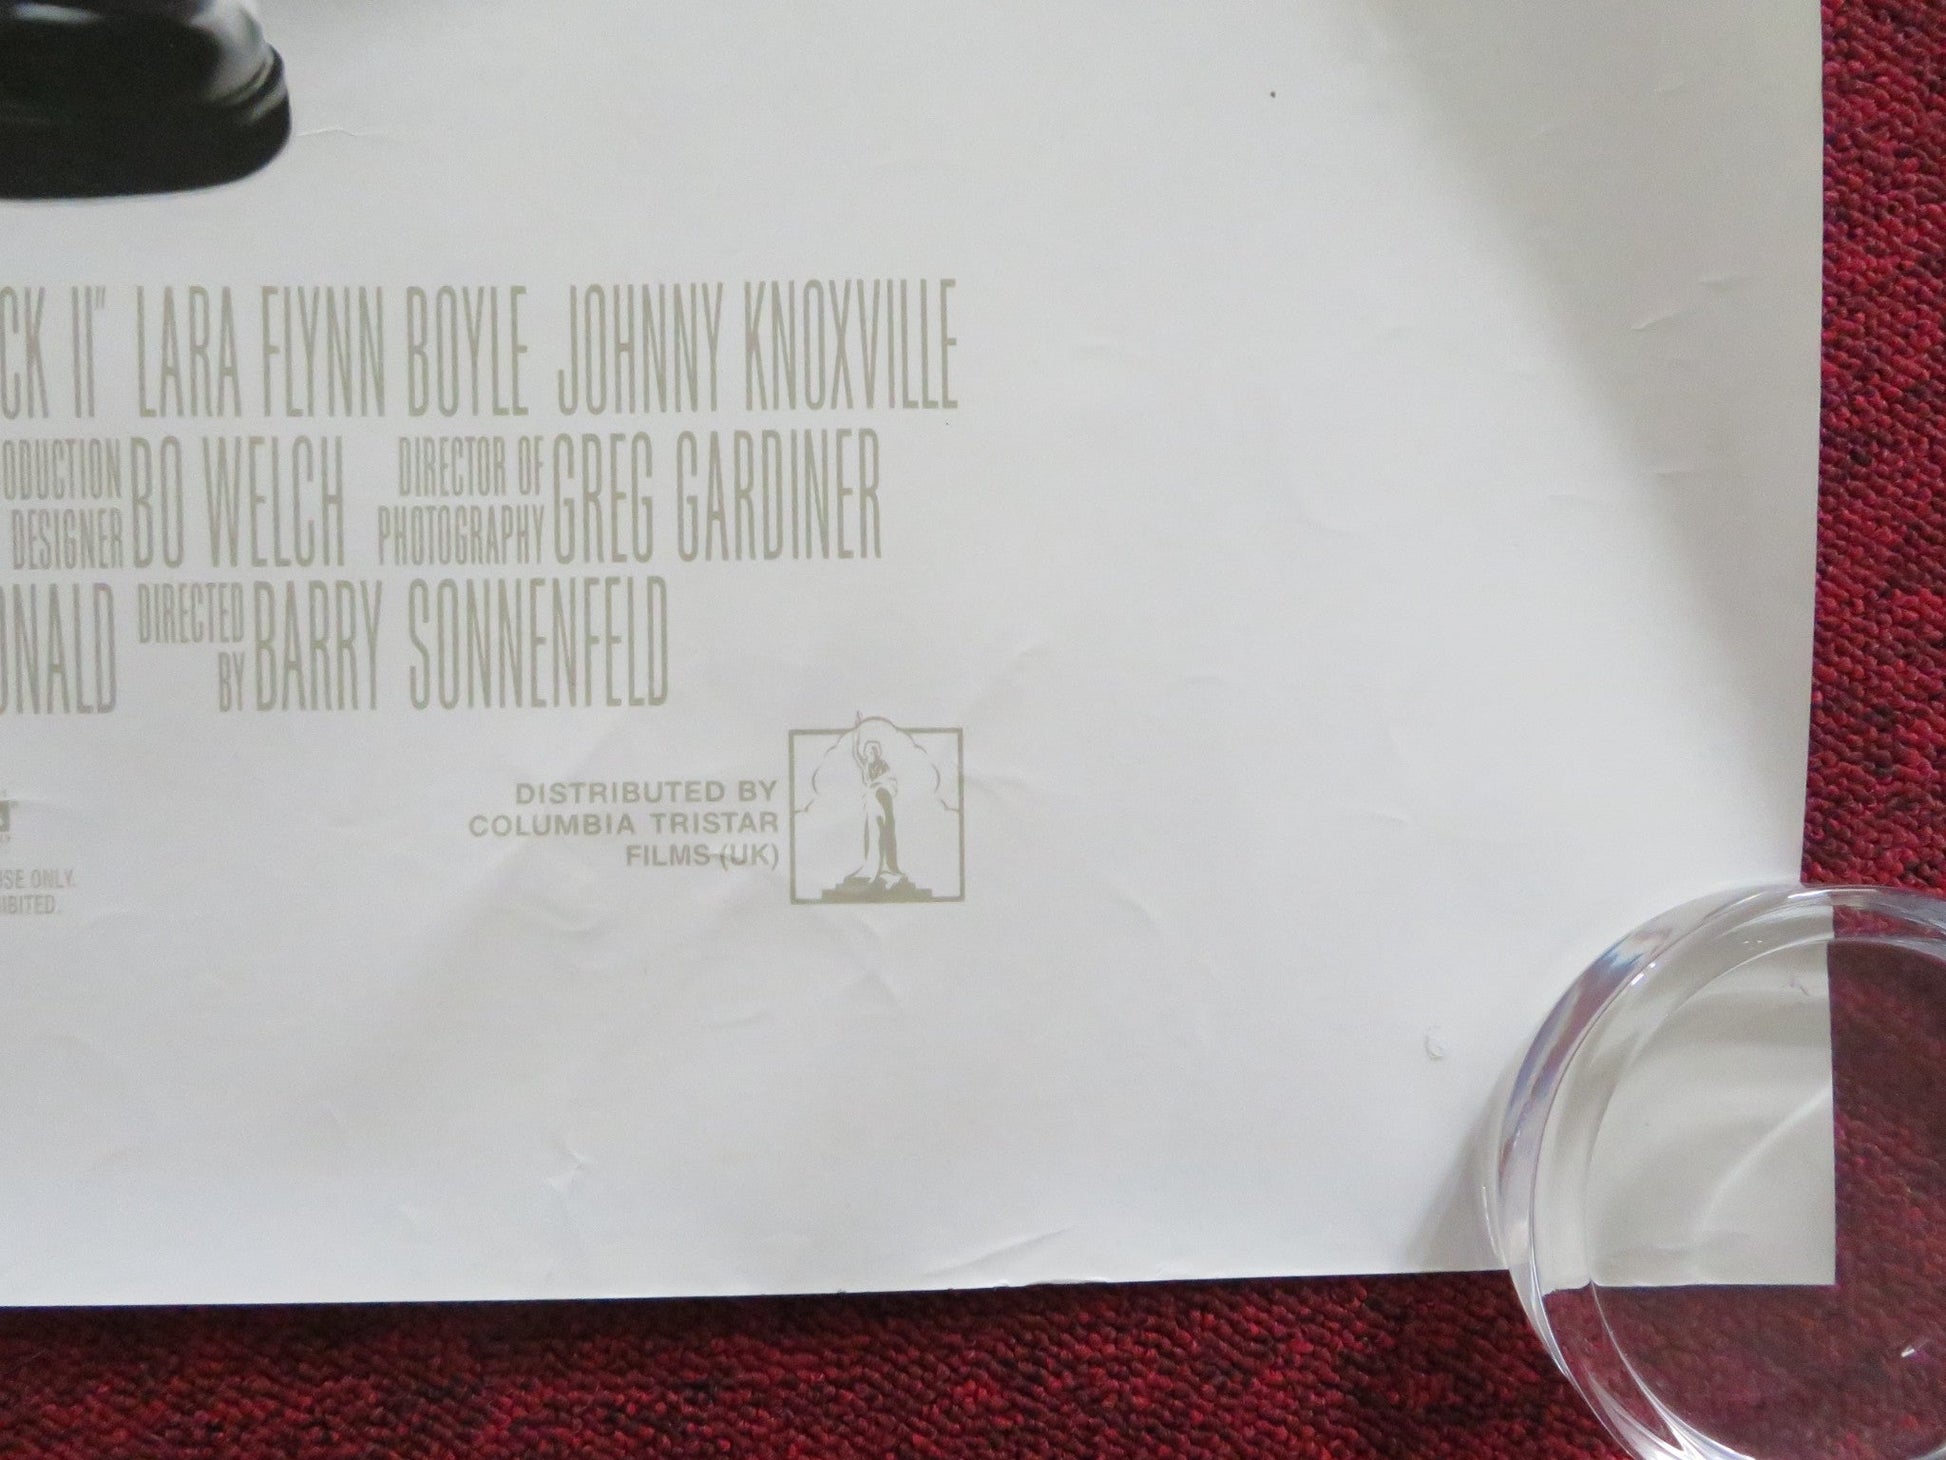 CK II" LARA FLYNN BOYLE JOHNNY KNOXVILLE
ODUCTION DESIGNER BO WELCH DIRECTOR OF PHOTOGRAPHY GREG GARDINER
ONALD DIRECTED BY BARRY SONNENFELD
DISTRIBUTED BY
COLUMBIA TRISTAR
FILMS (UK)
SE ONLY.
IBITED.